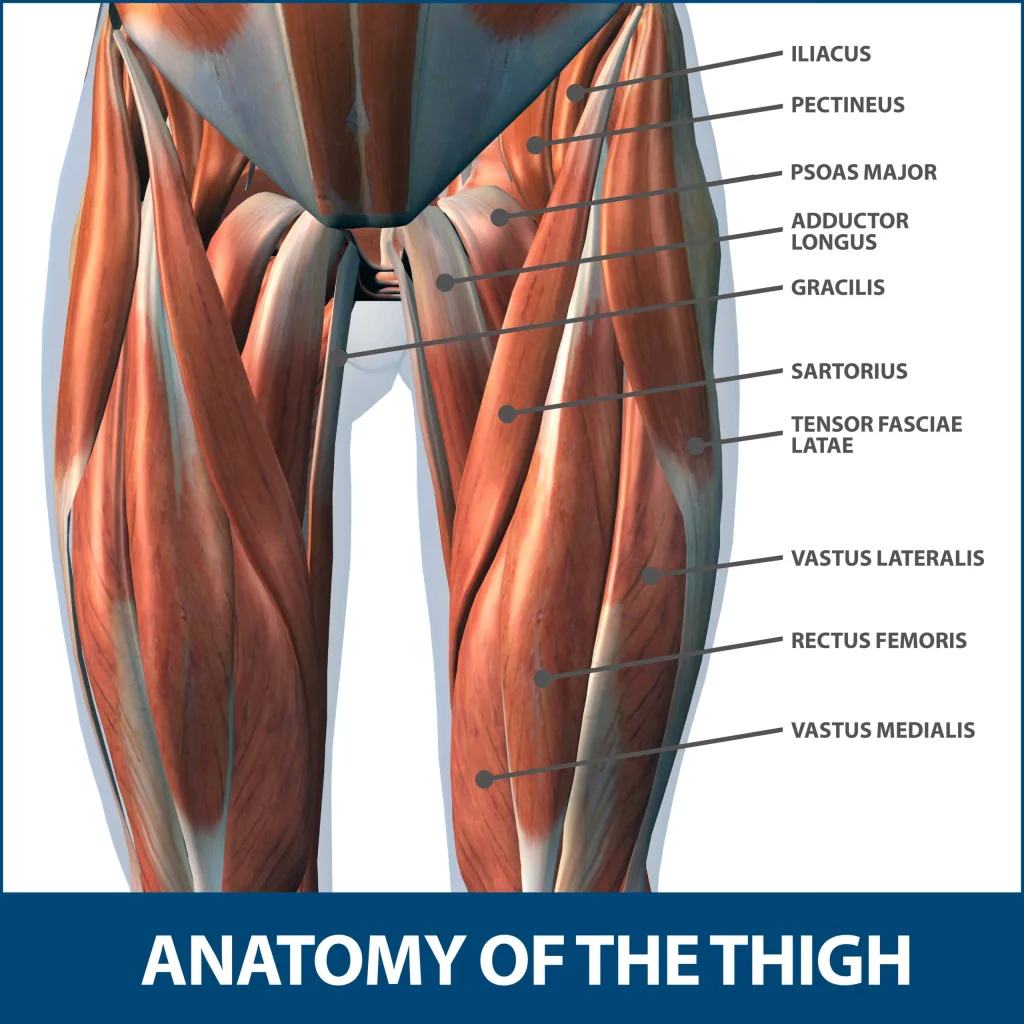 ILIACUS
PECTINEUS
PSOAS MAJOR
ADDUCTOR
LONGUS
GRACILIS
SARTORIUS
TENSOR FASCIAE
LATAE
VASTUS LATERALIS
RECTUS FEMORIS
VASTUS MEDIALIS
ANATOMY OF THE THIGH